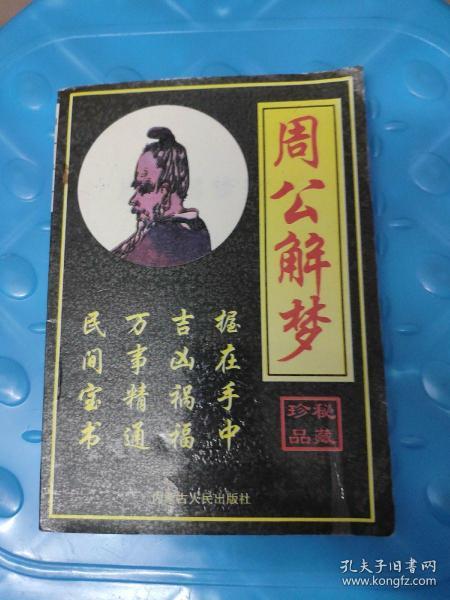 周公解梦
民间宝书
万事精通
吉凶祸福
握在手中
秘藏
珍品
内蒙古人民出版社
孔夫子旧书网
www.kongfz.com